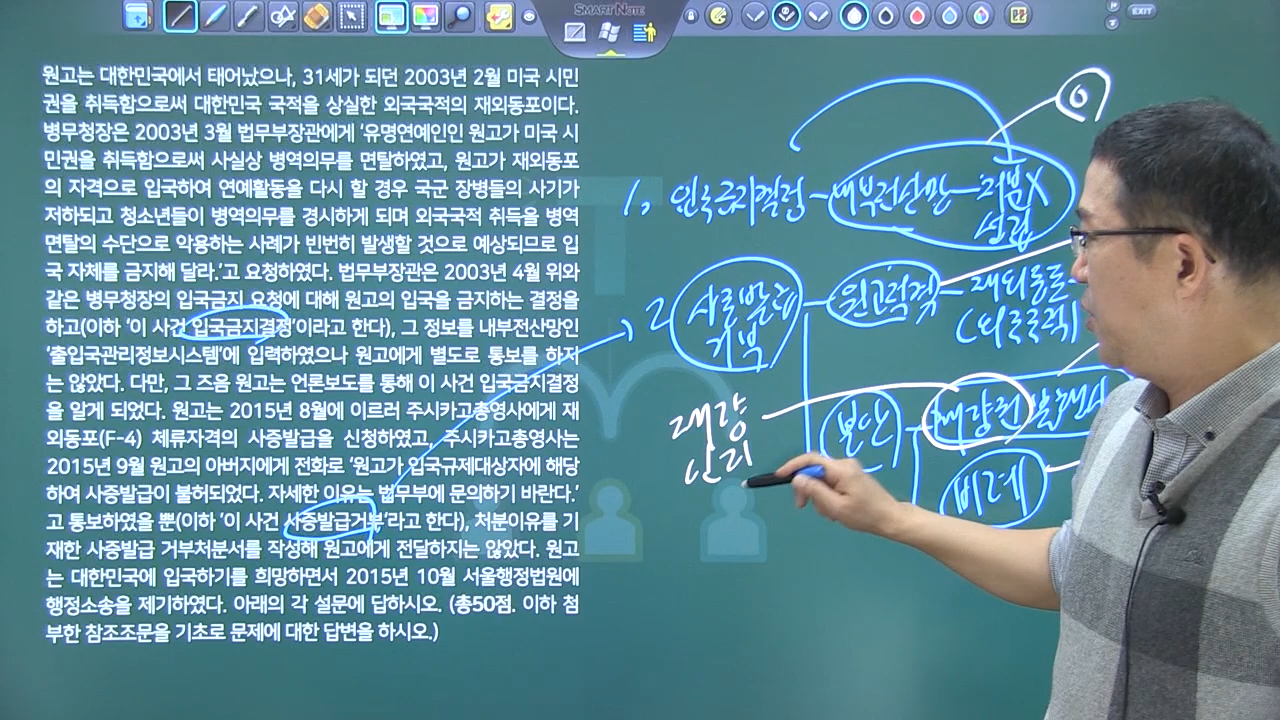 SMART NOTE
EXIT
원고는 대한민국에서 태어났으나, 31세가 되던 2003년 2월 미국 시민
권을 취득함으로써 대한민국 국적을 상실한 외국국적의 재외동포이다.
병무청장은 2003년 3월 법무부장관에게 ‘유명연예인인 원고가 미국 시
민권을 취득함으로써 사실상 병역의무를 면탈하였고, 원고가 재외동포
의 자격으로 입국하여 연예활동을 다시 할 경우 국군 장병들의 사기가
저하되고 청소년들이 병역의무를 경시하게 되며 외국국적 취득을 병역
면탈의 수단으로 악용하는 사례가 빈번히 발생할 것으로 예상되므로 입
국 자체를 금지해 달라.’고 요청하였다. 법무부장관은 2003년 4월 위와
같은 병무청장의 입국금지 요청에 대해 원고의 입국을 금지하는 결정을
하고(이하 ‘이 사건 입국금지결정’이라고 한다), 그 정보를 내부전산망인
‘출입국관리정보시스템’에 입력하였으나 원고에게 별도로 통보를 하지
는 않았다. 다만, 그 즈음 원고는 언론보도를 통해 이 사건 입국금지결정
을 알게 되었다. 원고는 2015년 8월에 이르러 주시카고총영사에게 재
외동포(F-4) 체류자격의 사증발급을 신청하였고, 주시카고총영사는
2015년 9월 원고의 아버지에게 전화로 ‘원고가 입국규제대상자에 해당
하여 사증발급이 불허되었다. 자세한 이유는 법무부에 문의하기 바란다.’
고 통보하였을 뿐(이하 ‘이 사건 사증발급거부’라고 한다), 처분이유를 기
재한 사증발급 거부처분서를 작성해 원고에게 전달하지는 않았다. 원고
는 대한민국에 입국하기를 희망하면서 2015년 10월 서울행정법원에
행정소송을 제기하였다. 아래의 각 설문에 답하시오. (총50점. 이하 첨
부한 참조조문을 기초로 문제에 대한 답변을 하시오.)
1. 입국금지결정 - 내부전산망 - 처분X
성립
2. 사증발급 - 원고적격 - 재외동포
거부
(외국국적)
재량
본안
재량권
비례